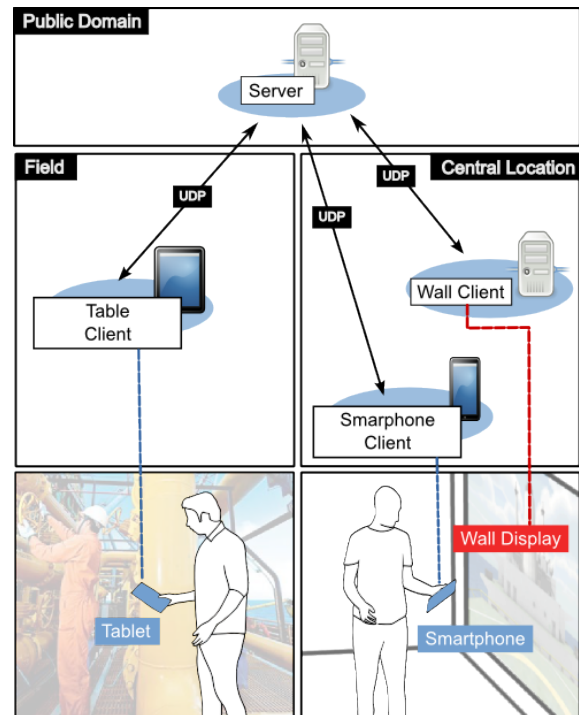 Public Domain
Server
Field
Central Location
UDP
UDP
UDP
Table
Client
Wall Client
Smarphone
Client
Wall Display
Tablet
Smartphone